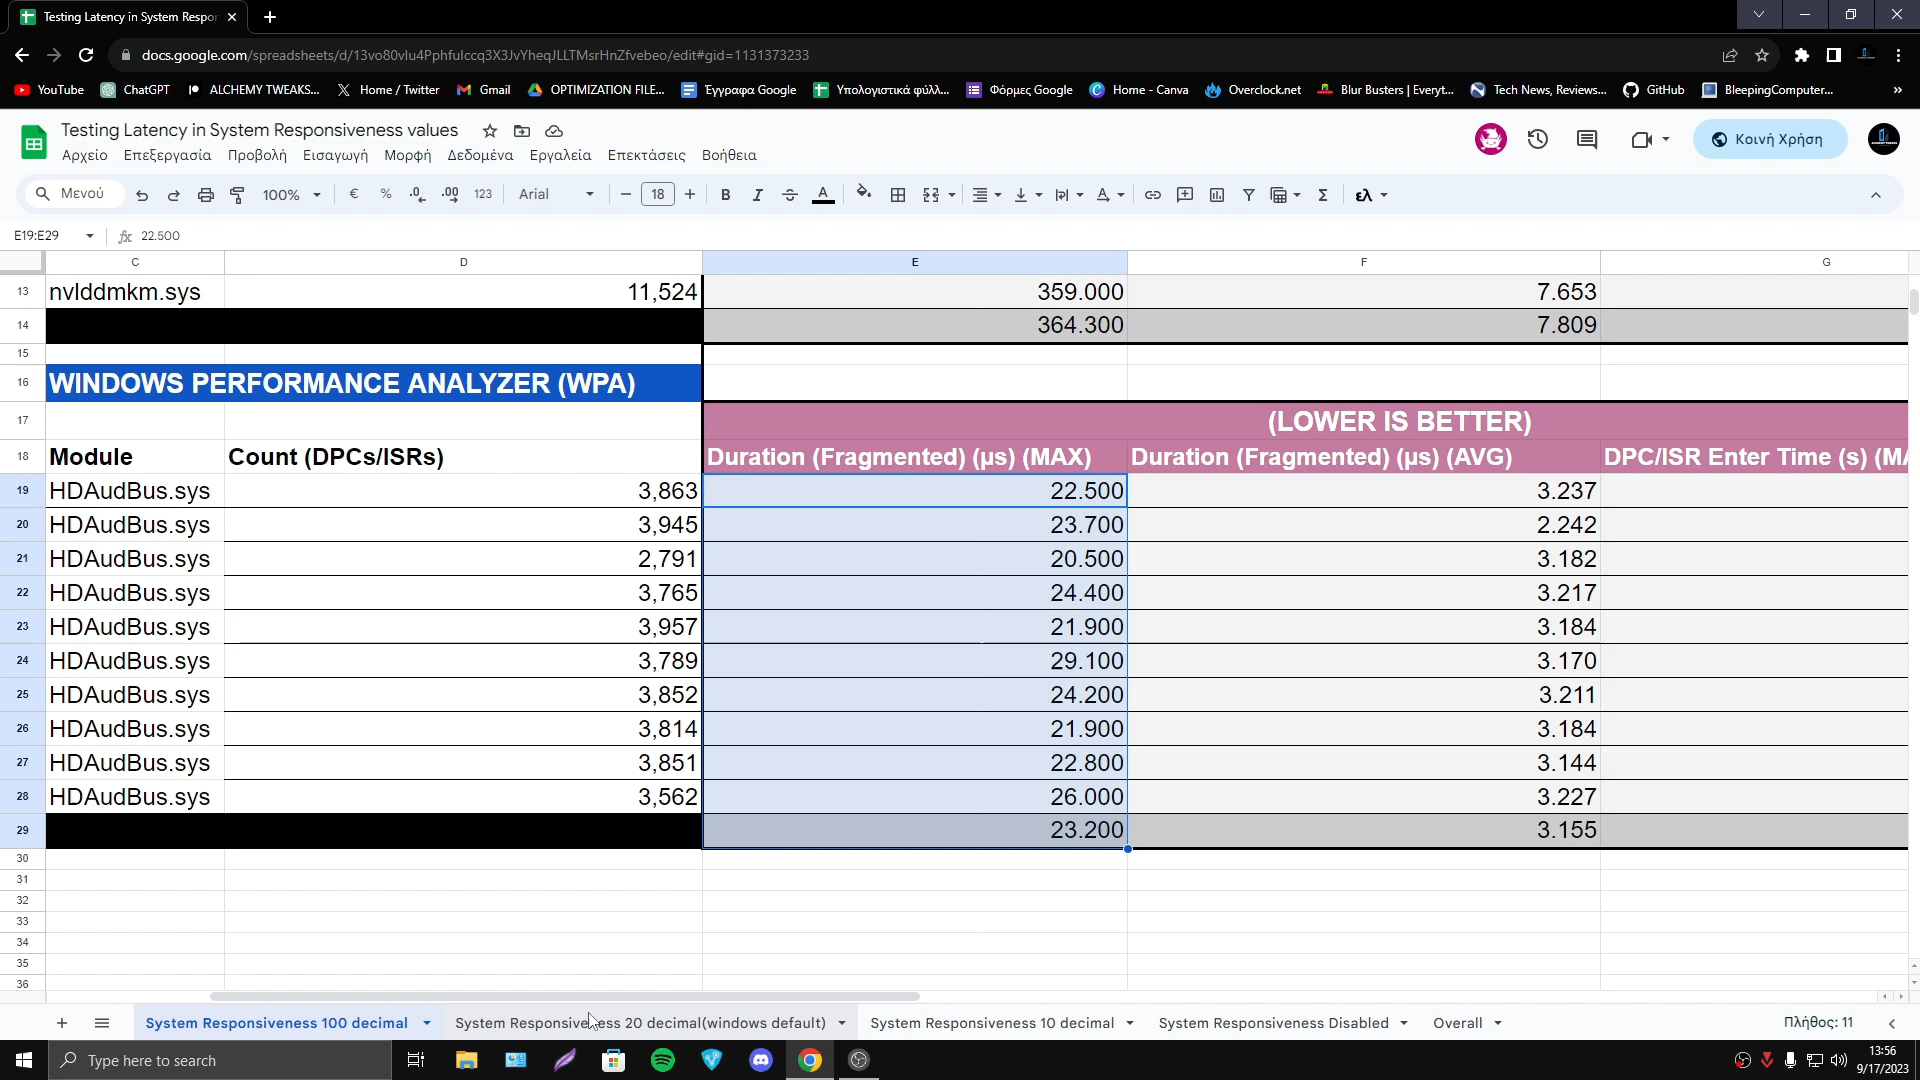 Testing Latency in System Respor
docs.google.com/spreadsheets/d/13vo80vlu4Pphfulccq3X3JvYheqJLLTMsrHnZfvebeo/edit#gid=1131373233
YouTube ChatGPT ALCHEMY TWEAKS... Home / Twitter Gmail OPTIMIZATION FILE... Έγγραφα Google Υπολογιστικά φύλλ... Φόρμες Google Home - Canva Overclock.net Blur Busters | Everyt... Tech News, Reviews... GitHub BleepingComputer... »
Testing Latency in System Responsiveness values
Κοινή Χρήση
Αρχείο Επεξεργασία Προβολή Εισαγωγή Μορφή Δεδομένα Εργαλεία Επεκτάσεις Βοήθεια
Μενού 100% € % .0 .00 123 Arial 18 B I A Σ ελ
E19:E29 fx 22.500
C D E F G
13 nvlddmkm.sys 11,524 359.000 7.653
14 364.300 7.809
15
16 WINDOWS PERFORMANCE ANALYZER (WPA)
17 (LOWER IS BETTER)
18 Module Count (DPCs/ISRs) Duration (Fragmented) (µs) (MAX) Duration (Fragmented) (µs) (AVG) DPC/ISR Enter Time (s) (MA
19 HDAudBus.sys 3,863 22.500 3.237
20 HDAudBus.sys 3,945 23.700 2.242
21 HDAudBus.sys 2,791 20.500 3.182
22 HDAudBus.sys 3,765 24.400 3.217
23 HDAudBus.sys 3,957 21.900 3.184
24 HDAudBus.sys 3,789 29.100 3.170
25 HDAudBus.sys 3,852 24.200 3.211
26 HDAudBus.sys 3,814 21.900 3.184
27 HDAudBus.sys 3,851 22.800 3.144
28 HDAudBus.sys 3,562 26.000 3.227
29 23.200 3.155
30
31
32
33
34
35
36
System Responsiveness 100 decimal System Responsiveness 20 decimal(windows default) System Responsiveness 10 decimal System Responsiveness Disabled Overall Πλήθος: 11
Type here to search
13:56
9/17/2023